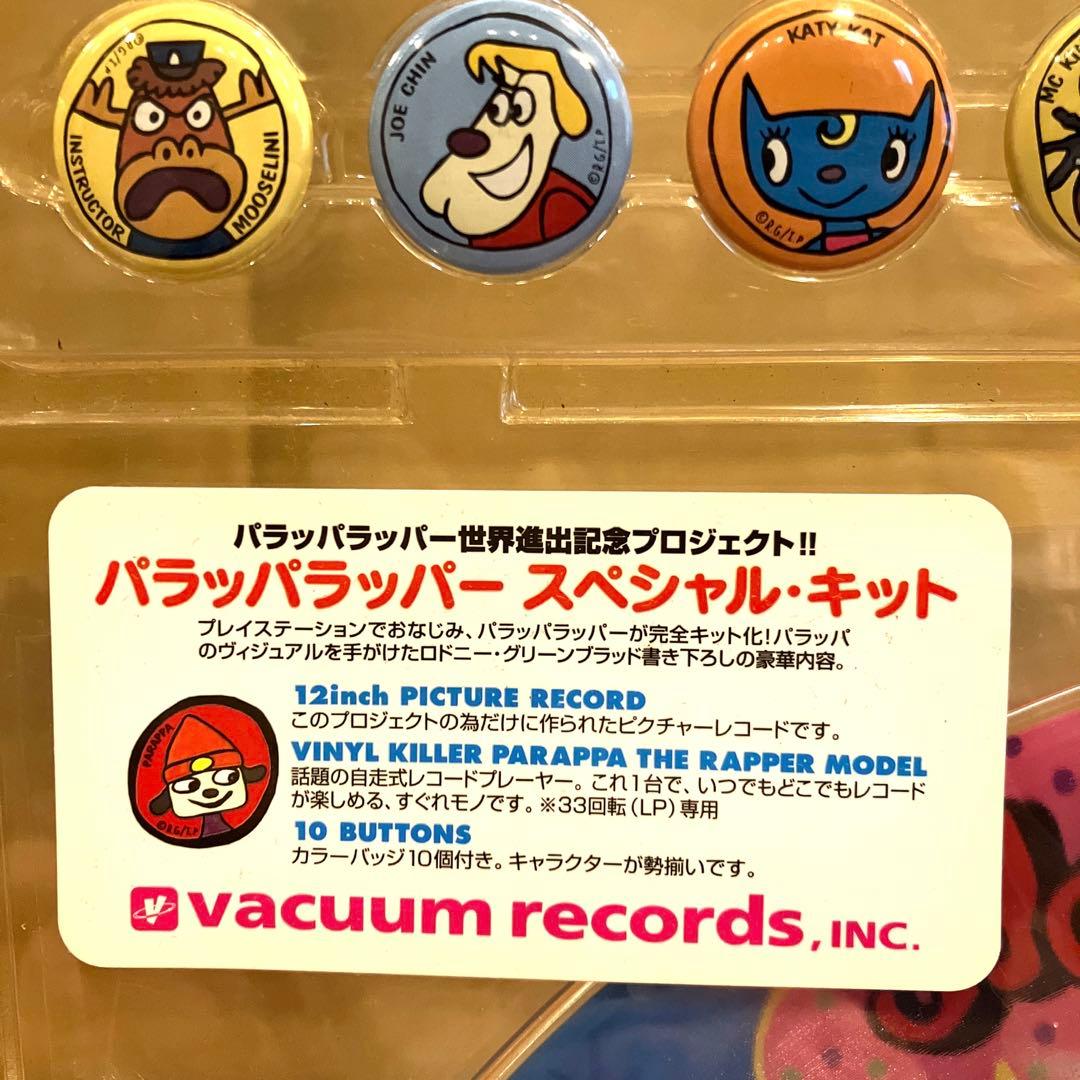 ©R.G/L.P
INSTRUCTOR MOOSELINI
JOE CHIN
©R.G/L.P
KATY KAT
©R.G/L.P
パラッパラッパー世界進出記念プロジェクト!!
パラッパラッパー スペシャル・キット
プレイステーションでおなじみ、パラッパラッパーが完全キット化!パラッパ
のヴィジュアルを手がけたロドニー・グリーンブラッド書き下ろしの豪華内容。
PARAPPA
©R.G/L.P
12inch PICTURE RECORD
このプロジェクトの為だけに作られたピクチャーレコードです。
VINYL KILLER PARAPPA THE RAPPER MODEL
話題の自走式レコードプレーヤー。これ1台で、いつでもどこでもレコード
が楽しめる、すぐれモノです。※33回転(LP)専用
10 BUTTONS
カラーバッジ10個付き。キャラクターが勢揃いです。
vacuum records, INC.